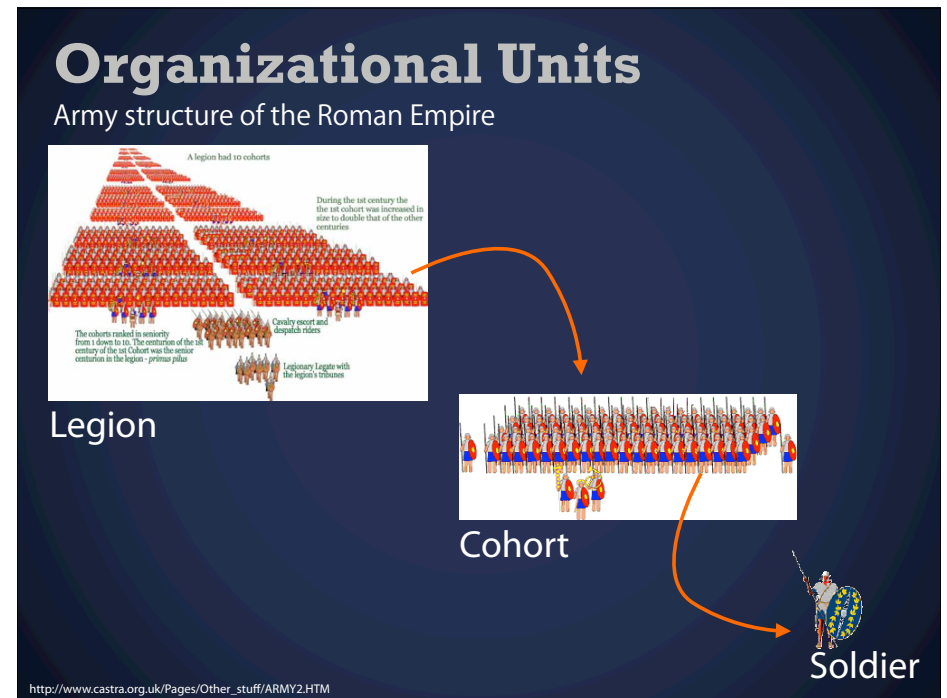 Organizational Units
Army structure of the Roman Empire
A legion had 10 cohorts
During the 1st century the
the 1st cohort was increased in
size to double that of the other
centuries
The cohorts ranked in seniority
from 1 down to 10. The centurion of the 1st
century of the 1st Cohort was the senior
centurion in the legion - primus pilus
Cavalry escort and
despatch riders
Legionary Legate with
the legion's tribunes
Legion
Cohort
Soldier
http://www.castra.org.uk/Pages/Other_stuff/ARMY2.HTM